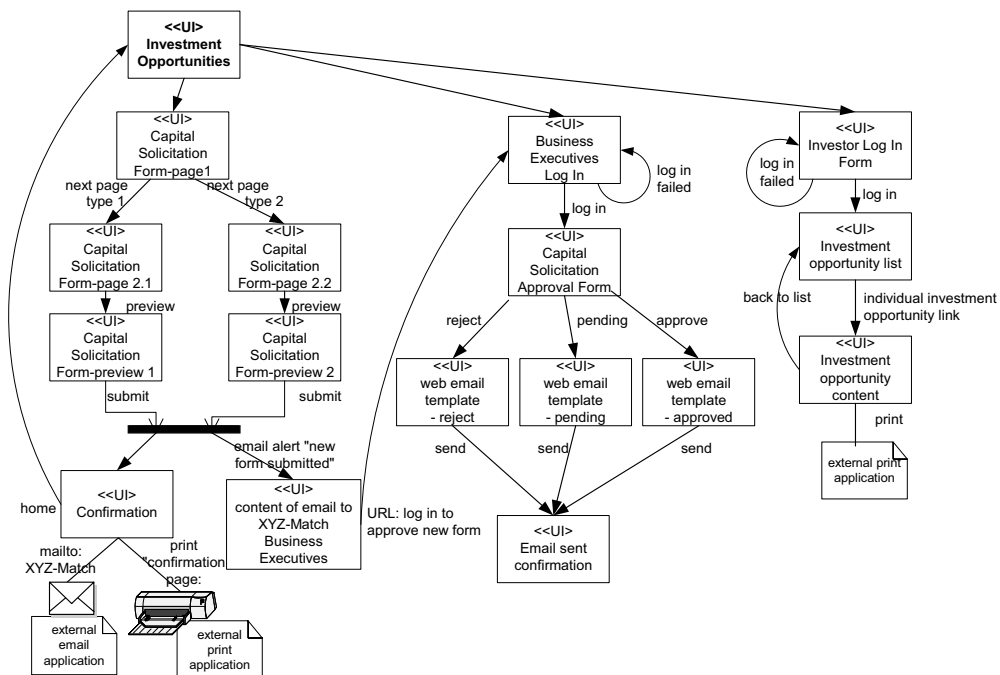 <<UI>
Investment
Opportunities
<<UI>
Capital
Solicitation
Form-page1
next page
type 1
next page
type 2
<<UI>
Capital
Solicitation
Form-page 2.1
<<UI>
Capital
Solicitation
Form-page 2.2
preview
preview
<<UI>
Capital
Solicitation
Form-preview 1
<<UI>
Capital
Solicitation
Form-preview 2
submit
submit
email alert "new
form submitted"
home
<<UI>
Confirmation
<<UI>
content of email to
XYZ-Match
Business
Executives
URL: log in to
approve new form
mailto:
XYZ-Match
print
"confirmation
page:
external
email
application
external
print
application
<<UI>
Business
Executives
Log In
log in
failed
log in
<<UI>
Capital
Solicitation
Approval Form
reject
pending
approve
<<UI>
web email
template
- reject
<<UI>
web email
template
- pending
<<UI>
web email
template
- approved
send
send
send
<<UI>
Email sent
confirmation
<<UI>
Investor Log In
Form
log in
failed
log in
<<UI>
Investment
opportunity list
back to list
individual investment
opportunity link
<<UI>
Investment
opportunity
content
print
external print
application